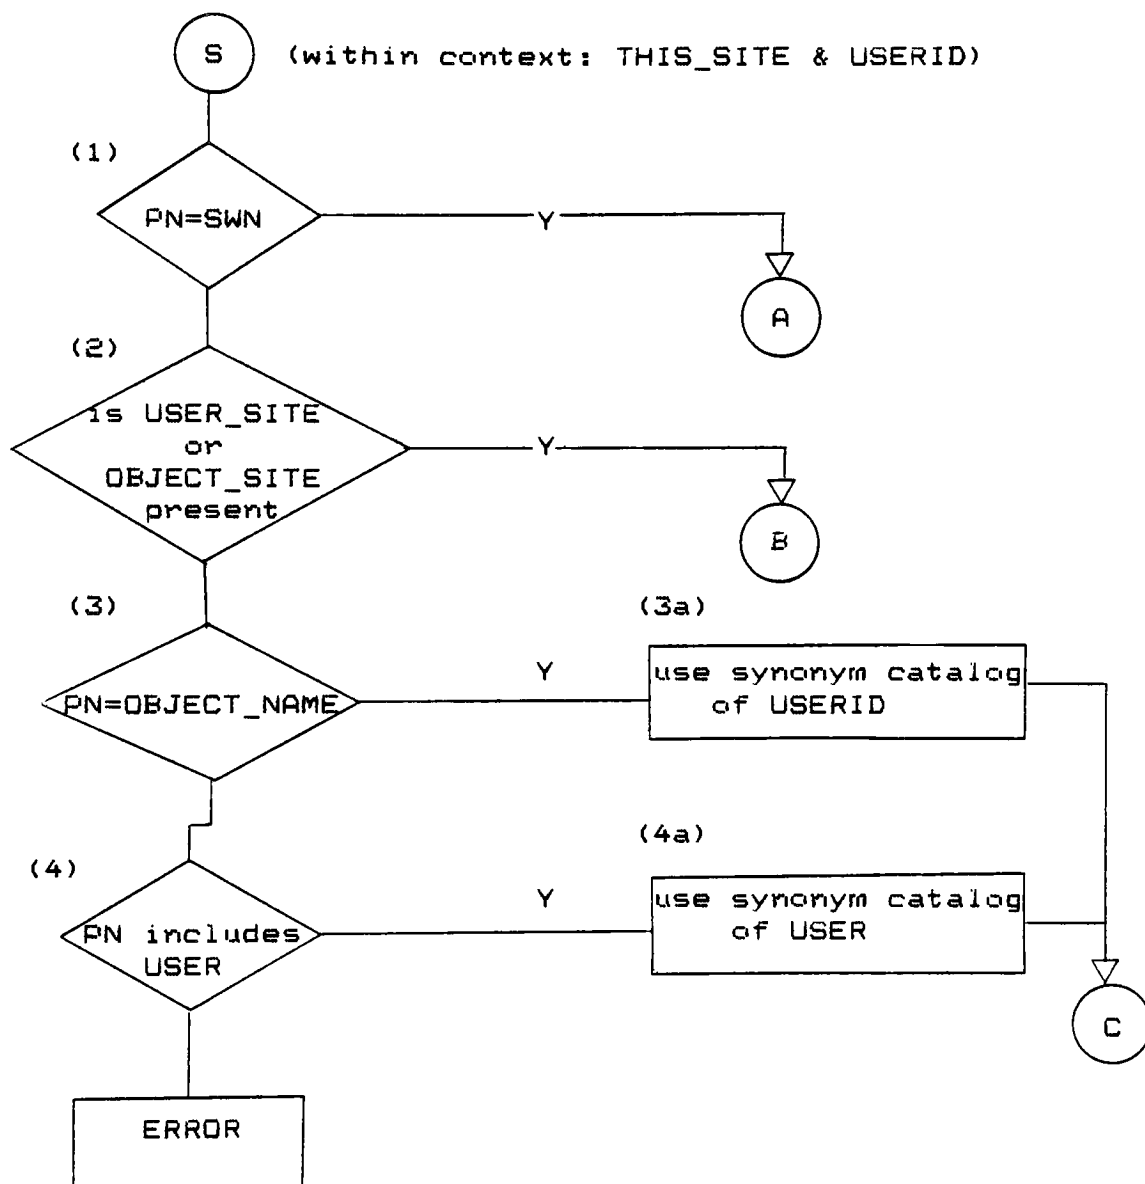 S (within context: THIS_SITE & USERID)
(1)
PN=SWN
Y
A
(2)
is USER_SITE
or
OBJECT_SITE
present
Y
B
(3)
PN=OBJECT_NAME
Y
(3a)
use synonym catalog
of USERID
(4)
PN includes
USER
Y
(4a)
use synonym catalog
of USER
C
ERROR